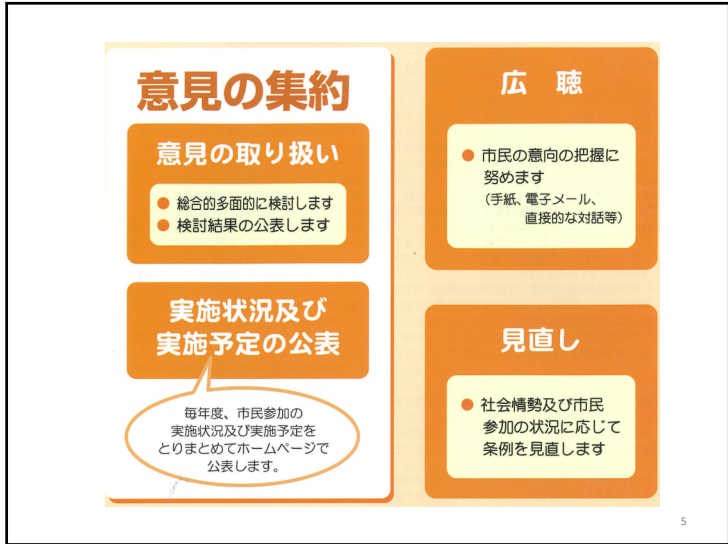 意見の集約
意見の取り扱い
● 総合的多面的に検討します
● 検討結果の公表します
実施状況及び
実施予定の公表
毎年度、市民参加の
実施状況及び実施予定を
とりまとめてホームページで
公表します。
広 聴
● 市民の意向の把握に
努めます
（手紙、電子メール、
直接的な対話等）
見直し
● 社会情勢及び市民
参加の状況に応じて
条例を見直します
5